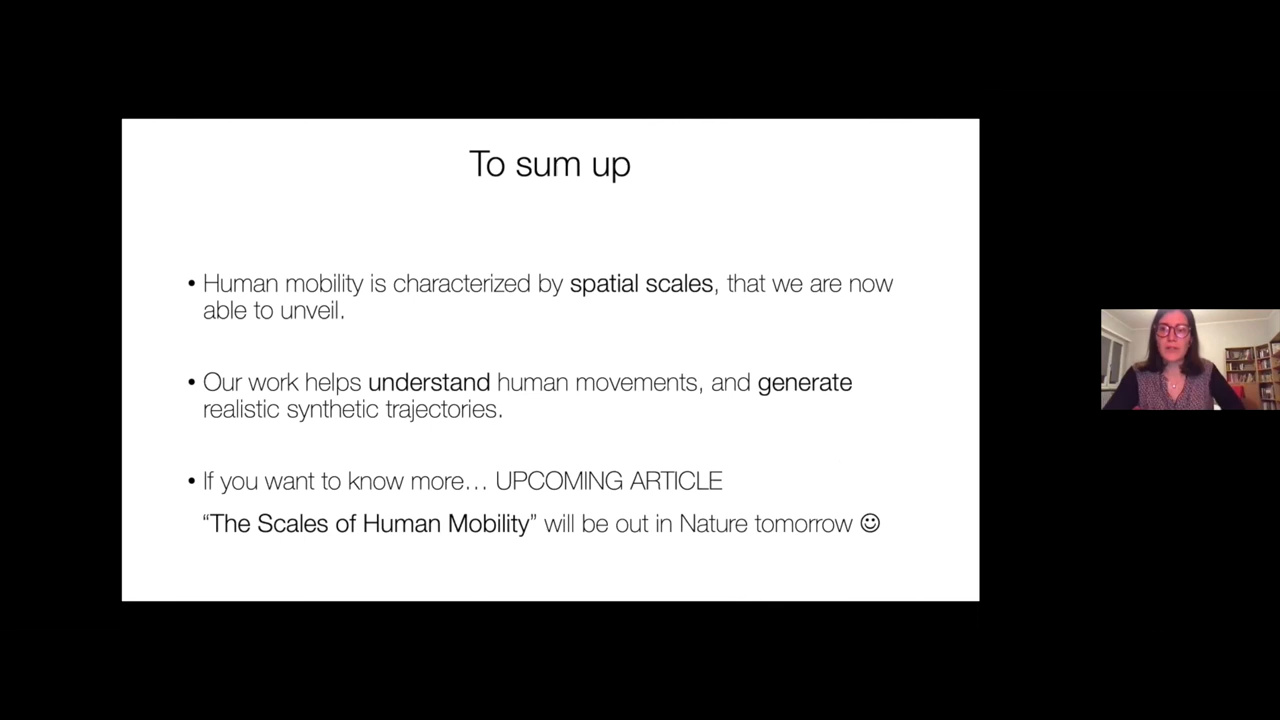 To sum up
• Human mobility is characterized by spatial scales, that we are now
able to unveil.
• Our work helps understand human movements, and generate
realistic synthetic trajectories.
• If you want to know more… UPCOMING ARTICLE
“The Scales of Human Mobility” will be out in Nature tomorrow ☺